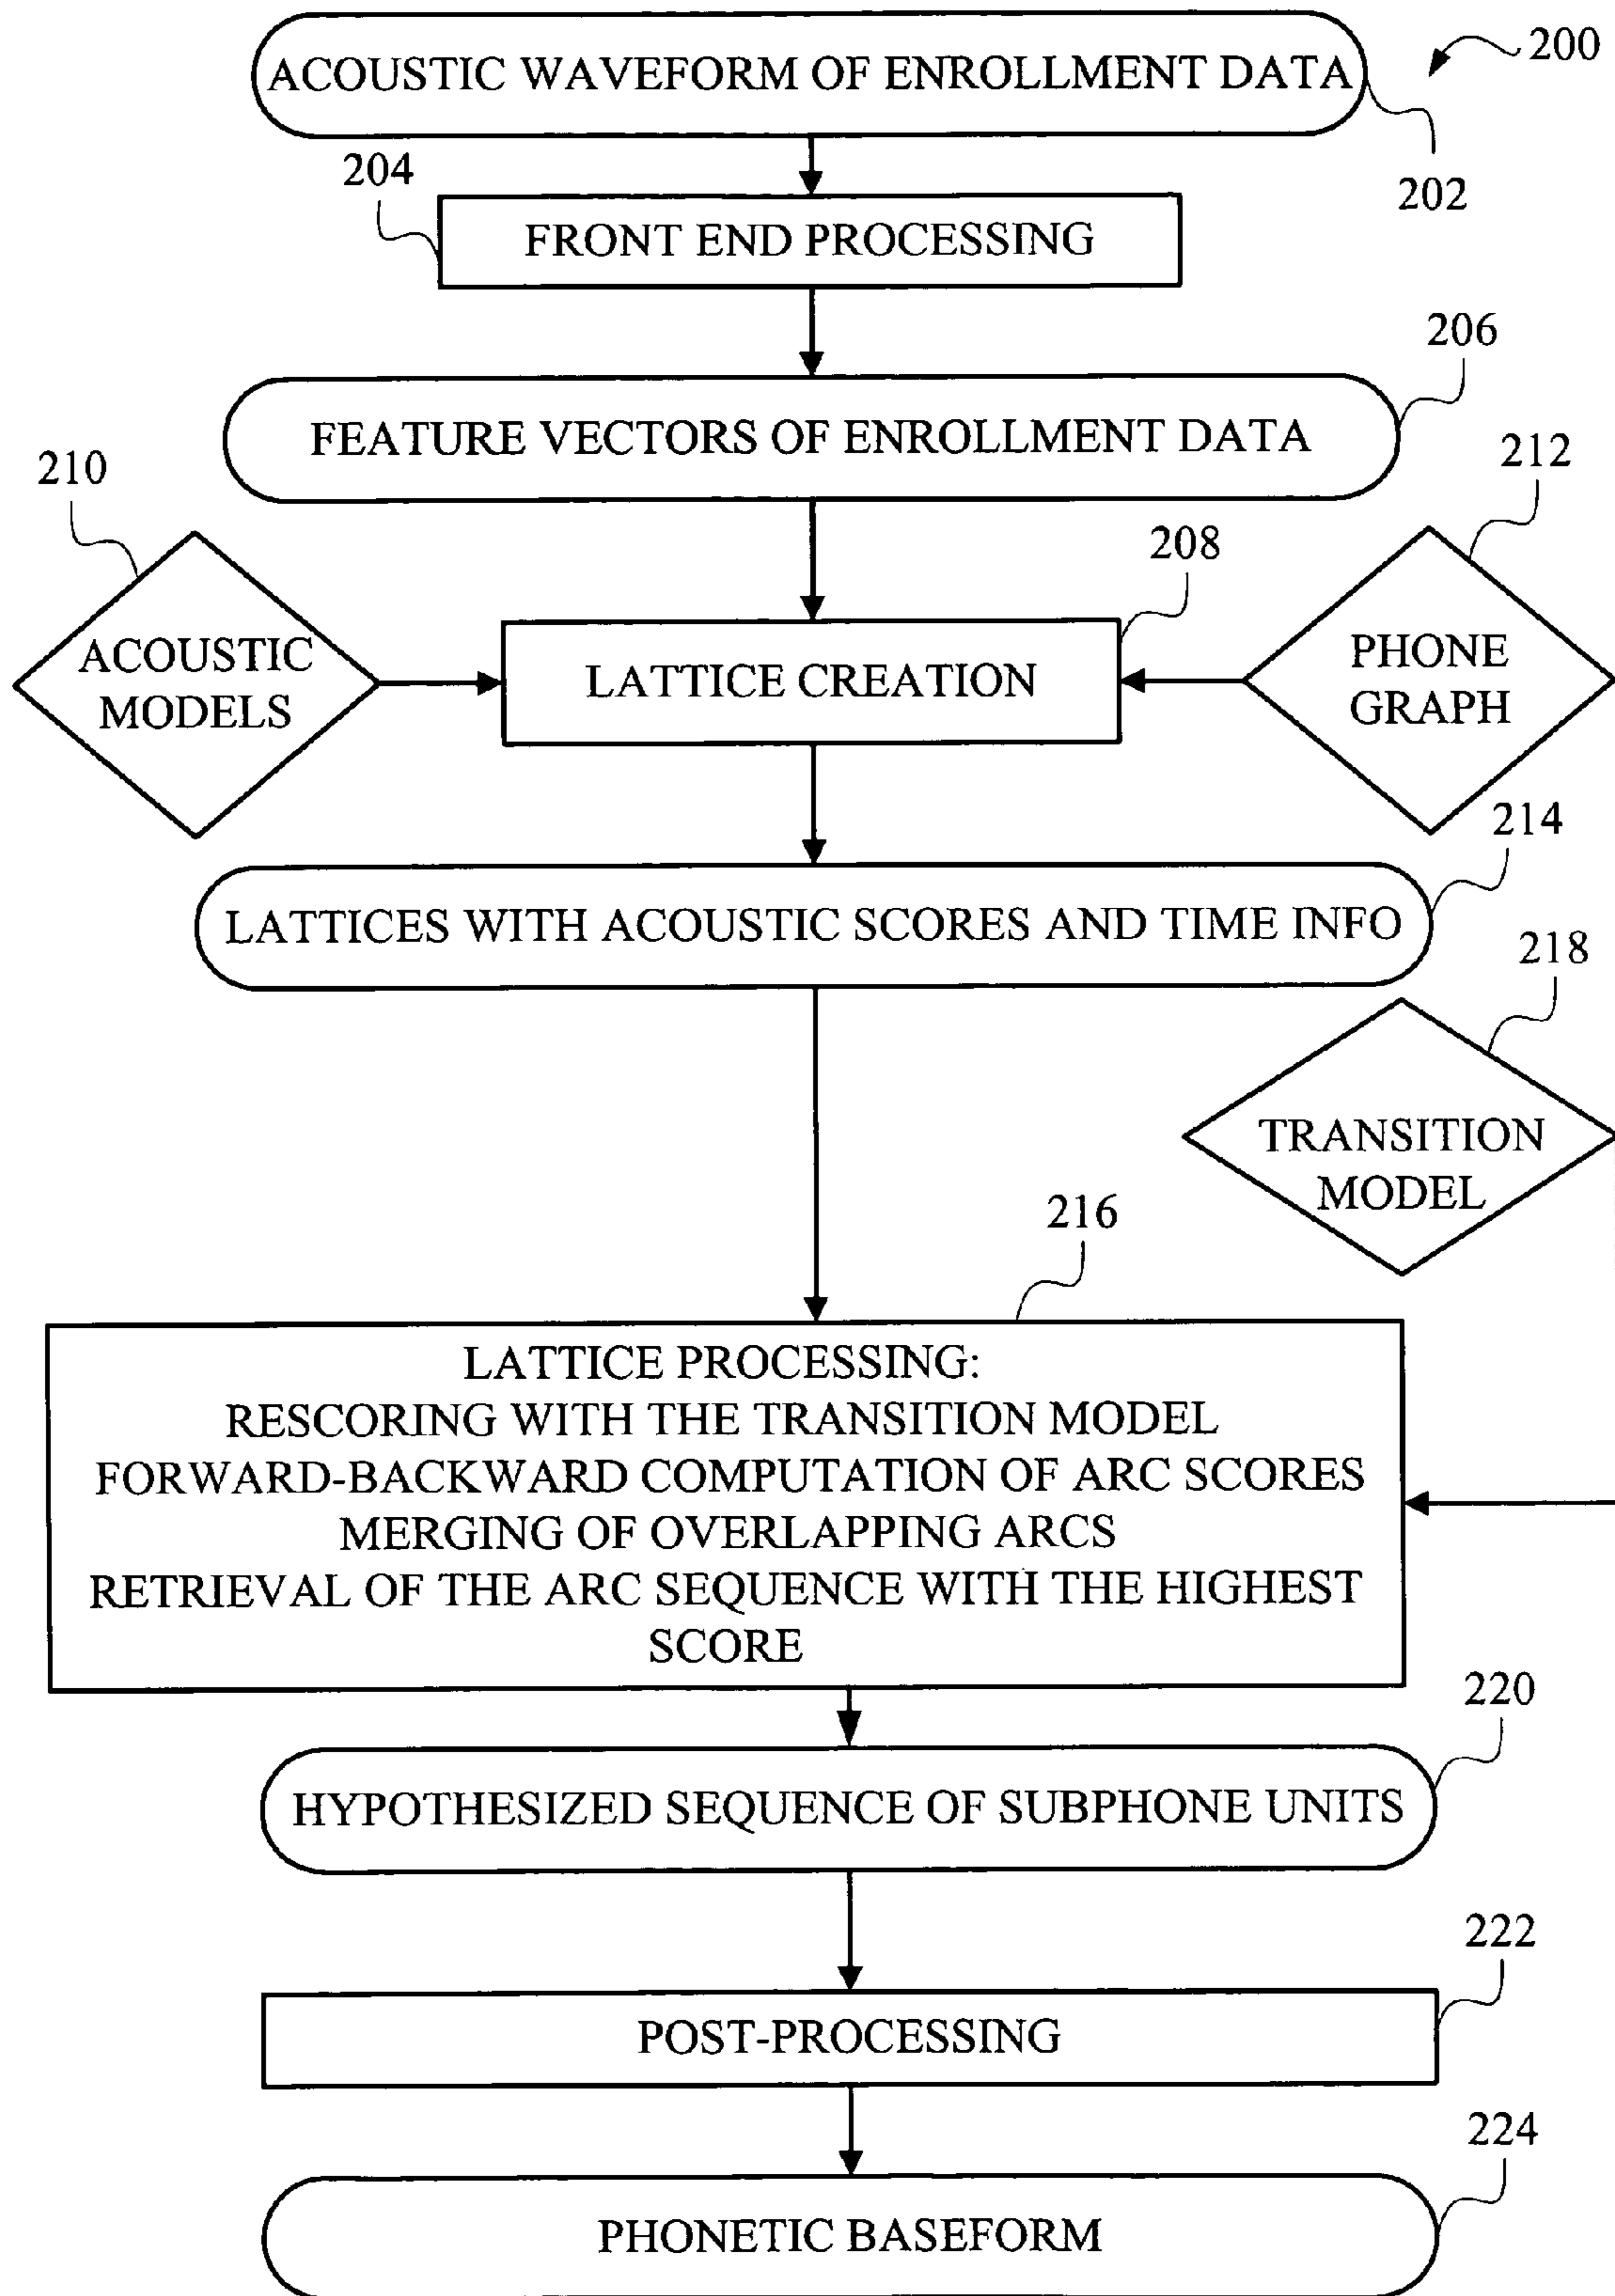 200
ACOUSTIC WAVEFORM OF ENROLLMENT DATA
202
204
FRONT END PROCESSING
206
FEATURE VECTORS OF ENROLLMENT DATA
210
212
208
ACOUSTIC
MODELS
LATTICE CREATION
PHONE
GRAPH
214
LATTICES WITH ACOUSTIC SCORES AND TIME INFO
218
TRANSITION
MODEL
216
LATTICE PROCESSING:
RESCORING WITH THE TRANSITION MODEL
FORWARD-BACKWARD COMPUTATION OF ARC SCORES
MERGING OF OVERLAPPING ARCS
RETRIEVAL OF THE ARC SEQUENCE WITH THE HIGHEST
SCORE
220
HYPOTHESIZED SEQUENCE OF SUBPHONE UNITS
222
POST-PROCESSING
224
PHONETIC BASEFORM